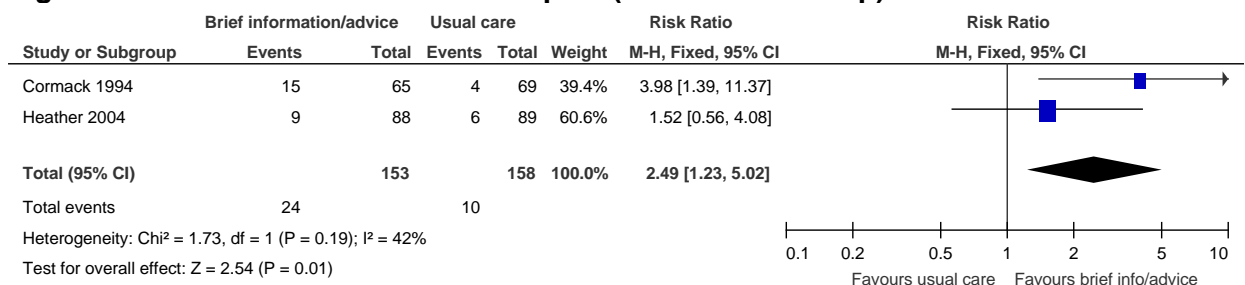 Brief information/advice Usual care Risk Ratio Risk Ratio
Study or Subgroup Events Total Events Total Weight M-H, Fixed, 95% CI M-H, Fixed, 95% CI
Cormack 1994 15 65 4 69 39.4% 3.98 [1.39, 11.37]
Heather 2004 9 88 6 89 60.6% 1.52 [0.56, 4.08]
Total (95% CI) 153 158 100.0% 2.49 [1.23, 5.02]
Total events 24 10
Heterogeneity: Chi² = 1.73, df = 1 (P = 0.19); I² = 42%
Test for overall effect: Z = 2.54 (P = 0.01)
0.1 0.2 0.5 1 2 5 10
Favours usual care Favours brief info/advice